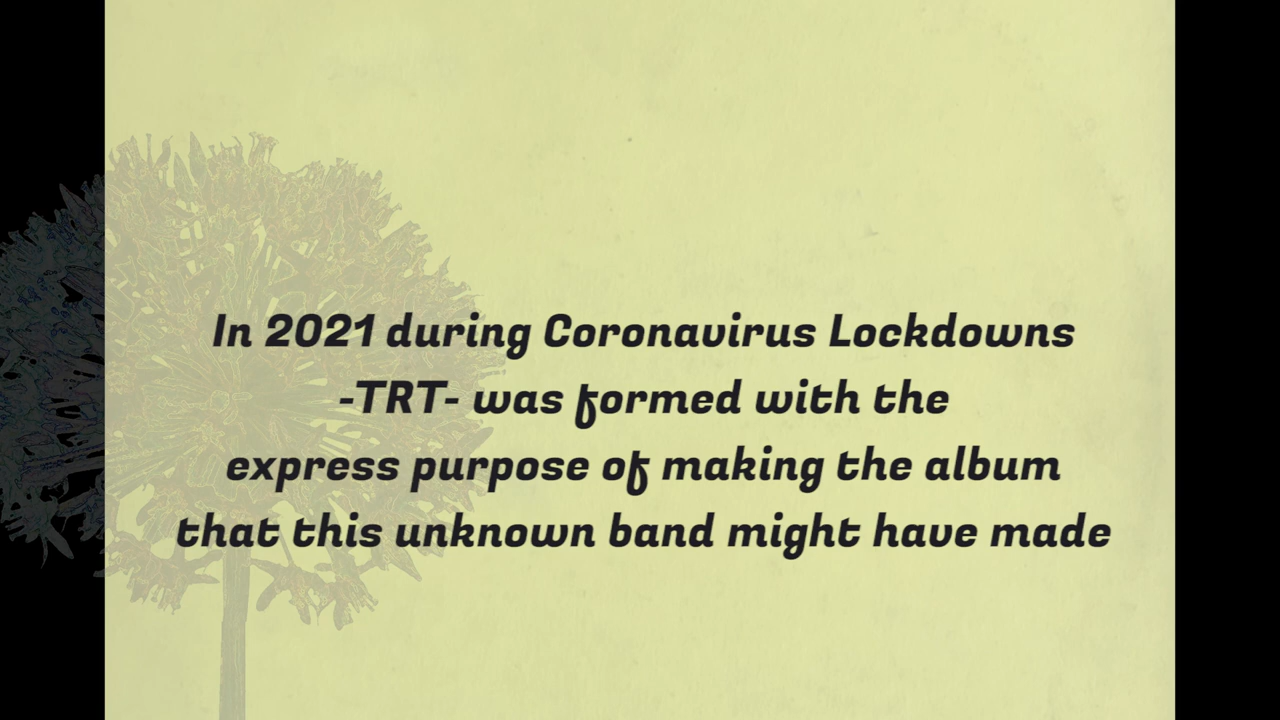 In 2021 during Coronavirus Lockdowns
-TRT- was formed with the
express purpose of making the album
that this unknown band might have made